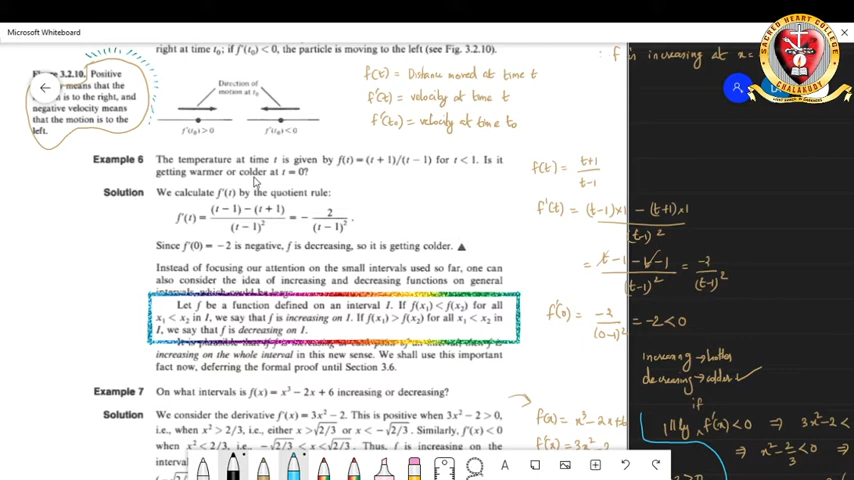 Microsoft Whiteboard
right at time t₀; if f'(t₀) < 0, the particle is moving to the left (see Fig. 3.2.10).
3.2.10. Positive
means that the
is to the right, and
negative velocity means
that the motion is to the
left.
Direction of
motion at t₀
f'(t₀) > 0
f'(t₀) < 0
f(t) = Distance moved at time t
f'(t) = velocity at time t
f'(t₀) = velocity at time t₀
Example 6 The temperature at time t is given by f(t) = (t + 1)/(t − 1) for t < 1. Is it
getting warmer or colder at t = 0?
Solution We calculate f'(t) by the quotient rule:
f'(t) = (t − 1) − (t + 1) / (t − 1)² = − 2 / (t − 1)² .
Since f'(0) = −2 is negative, f is decreasing, so it is getting colder. ▲
Instead of focusing our attention on the small intervals used so far, one can
also consider the idea of increasing and decreasing functions on general
intervals, which could be large.
Let f be a function defined on an interval I. If f(x₁) < f(x₂) for all
x₁ < x₂ in I, we say that f is increasing on I. If f(x₁) > f(x₂) for all x₁ < x₂ in
I, we say that f is decreasing on I.
increasing on the whole interval in this new sense. We shall use this important
fact now, deferring the formal proof until Section 3.6.
Example 7 On what intervals is f(x) = x³ − 2x + 6 increasing or decreasing?
Solution We consider the derivative f'(x) = 3x² − 2. This is positive when 3x² − 2 > 0,
i.e., when x² > 2/3, i.e., either x > √2/3 or x < −√2/3. Similarly, f'(x) < 0
when x² < 2/3, i.e., −√2/3 < x < √2/3. Thus, f is increasing on the
f(t) = t+1 / t−1
f'(t) = (t−1)×1 − (t+1)×1 / (t−1)²
= t−1−t−1 / (t−1)² = −2 / (t−1)²
f'(0) = −2 / (0−1)² = −2 < 0
increasing → hotter
decreasing → colder ✓
f(x) = x³ − 2x + 6
f'(x) = 3x² − 2
: f is increasing at x =
if
|||ly f'(x) < 0 ⇒ 3x² − 2 <
⇒ x² − 2/3 < 0 ⇒
SACRED HEART COLLEGE
CHALAKUDY